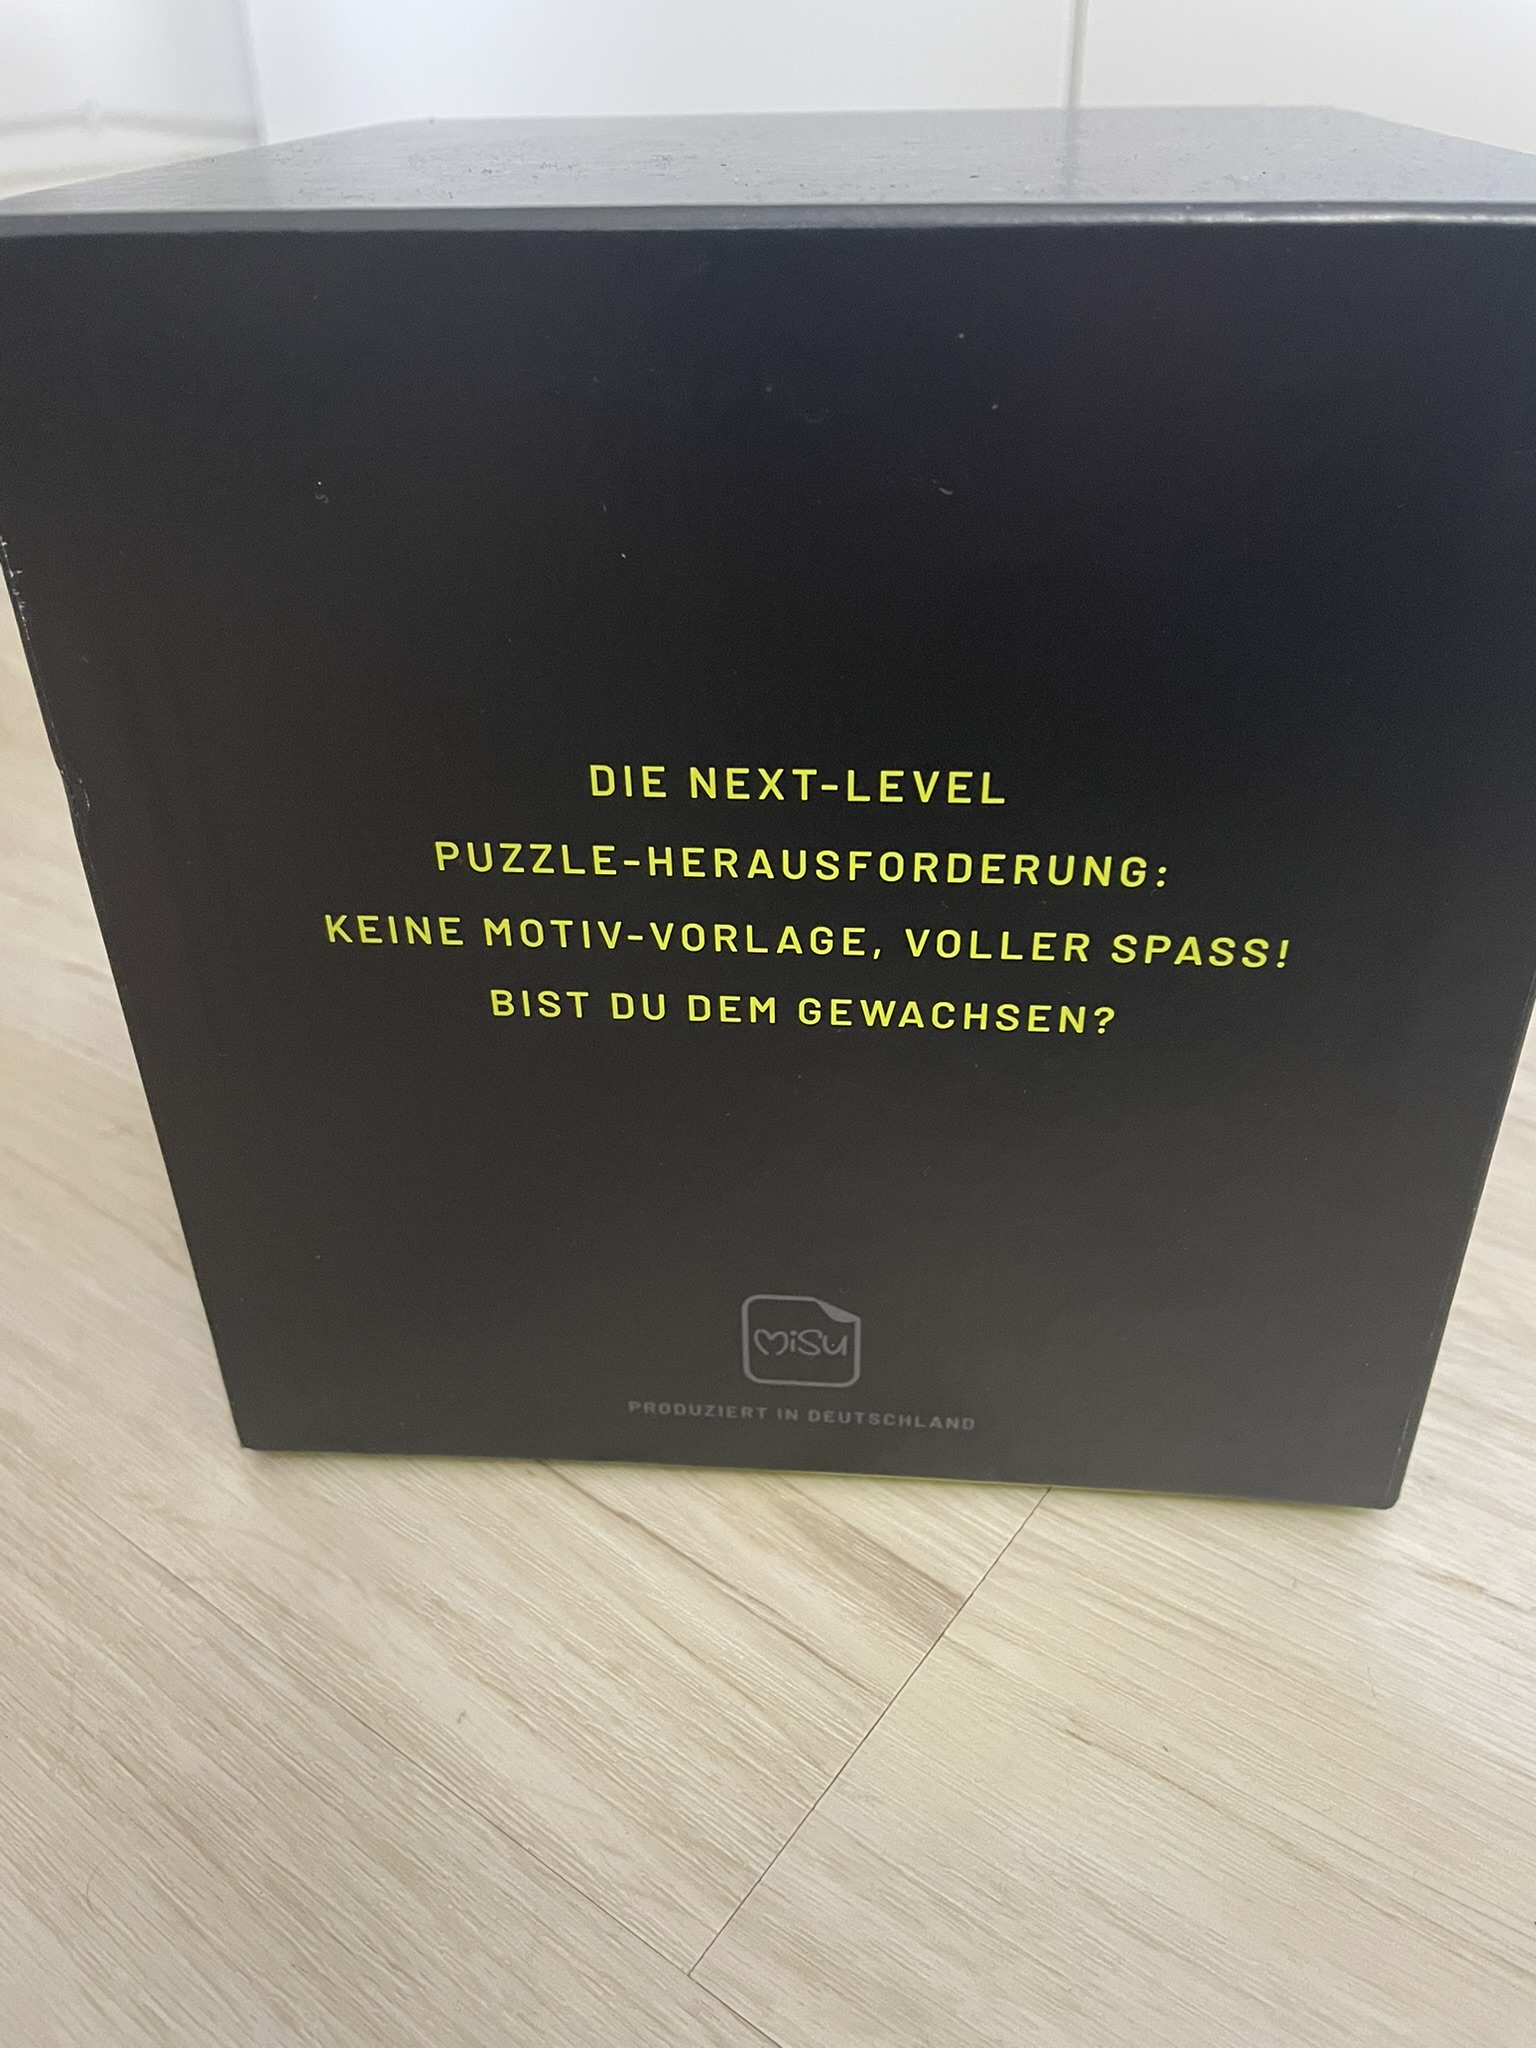 DIE NEXT-LEVEL
PUZZLE-HERAUSFORDERUNG:
KEINE MOTIV-VORLAGE, VOLLER SPASS!
BIST DU DEM GEWACHSEN?
MiSu
PRODUZIERT IN DEUTSCHLAND